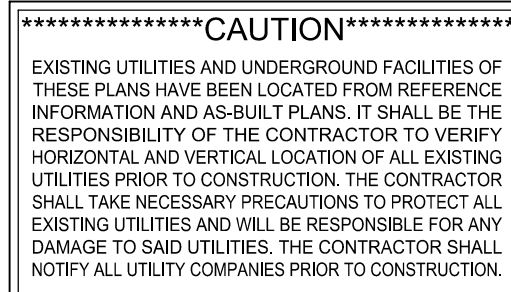 ***************CAUTION***************
EXISTING UTILITIES AND UNDERGROUND FACILITIES OF
THESE PLANS HAVE BEEN LOCATED FROM REFERENCE
INFORMATION AND AS-BUILT PLANS. IT SHALL BE THE
RESPONSIBILITY OF THE CONTRACTOR TO VERIFY
HORIZONTAL AND VERTICAL LOCATION OF ALL EXISTING
UTILITIES PRIOR TO CONSTRUCTION. THE CONTRACTOR
SHALL TAKE NECESSARY PRECAUTIONS TO PROTECT ALL
EXISTING UTILITIES AND WILL BE RESPONSIBLE FOR ANY
DAMAGE TO SAID UTILITIES. THE CONTRACTOR SHALL
NOTIFY ALL UTILITY COMPANIES PRIOR TO CONSTRUCTION.